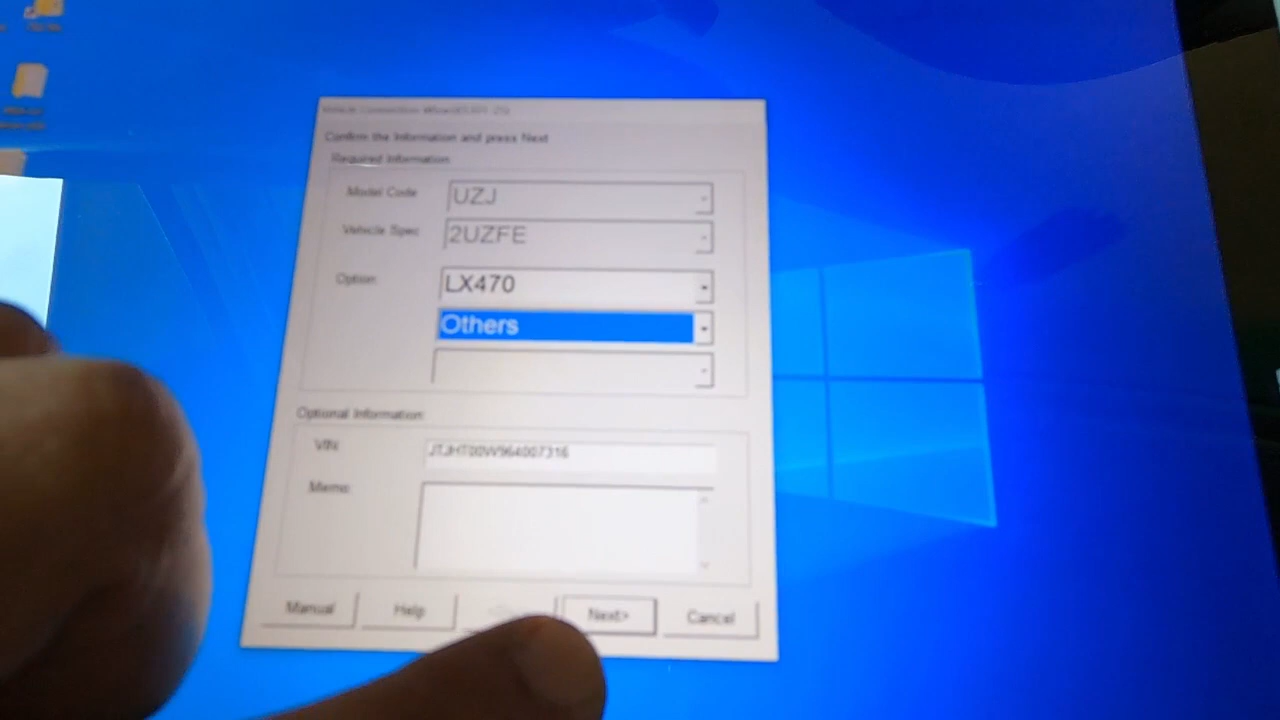 Confirm the Information and press Next
Required Information
Model Code
UZJ
Vehicle Spec
2UZFE
Option
LX470
Others
Optional Information
VIN
JTJHT00W964007316
Memo
Manual
Help
Next>
Cancel